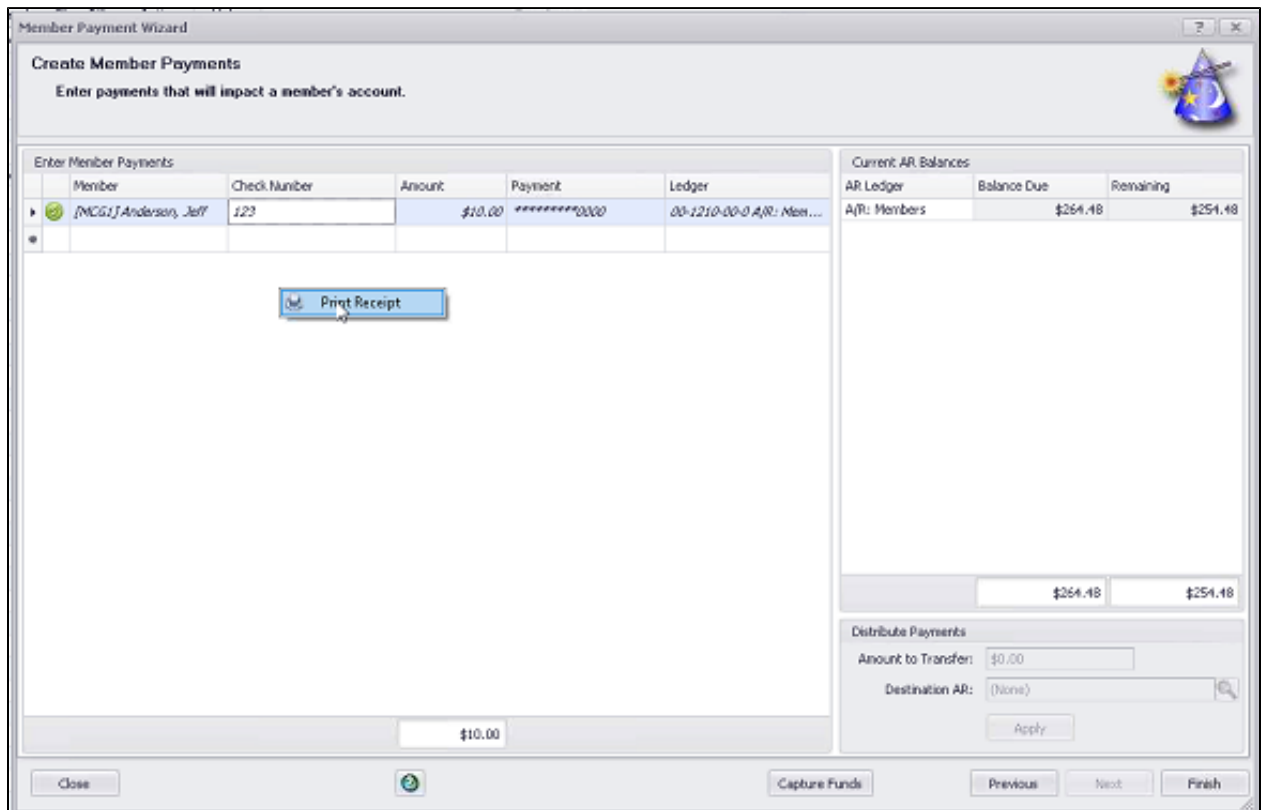 Member Payment Wizard
Create Member Payments
Enter payments that will impact a member's account.
Enter Member Payments
Member Check Number Amount Payment Ledger
[MCG1] Anderson, Jeff 123 $10.00 *********0000 00-1210-00-0 A/R: Mem...
Print Receipt
$10.00
Current AR Balances
AR Ledger Balance Due Remaining
A/R: Members $264.48 $254.48
$264.48 $254.48
Distribute Payments
Amount to Transfer: $0.00
Destination AR: (None)
Apply
Close Capture Funds Previous Next Finish